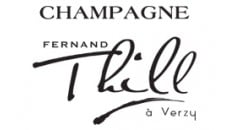 CHAMPAGNE
FERNAND
Thill
à Verzy